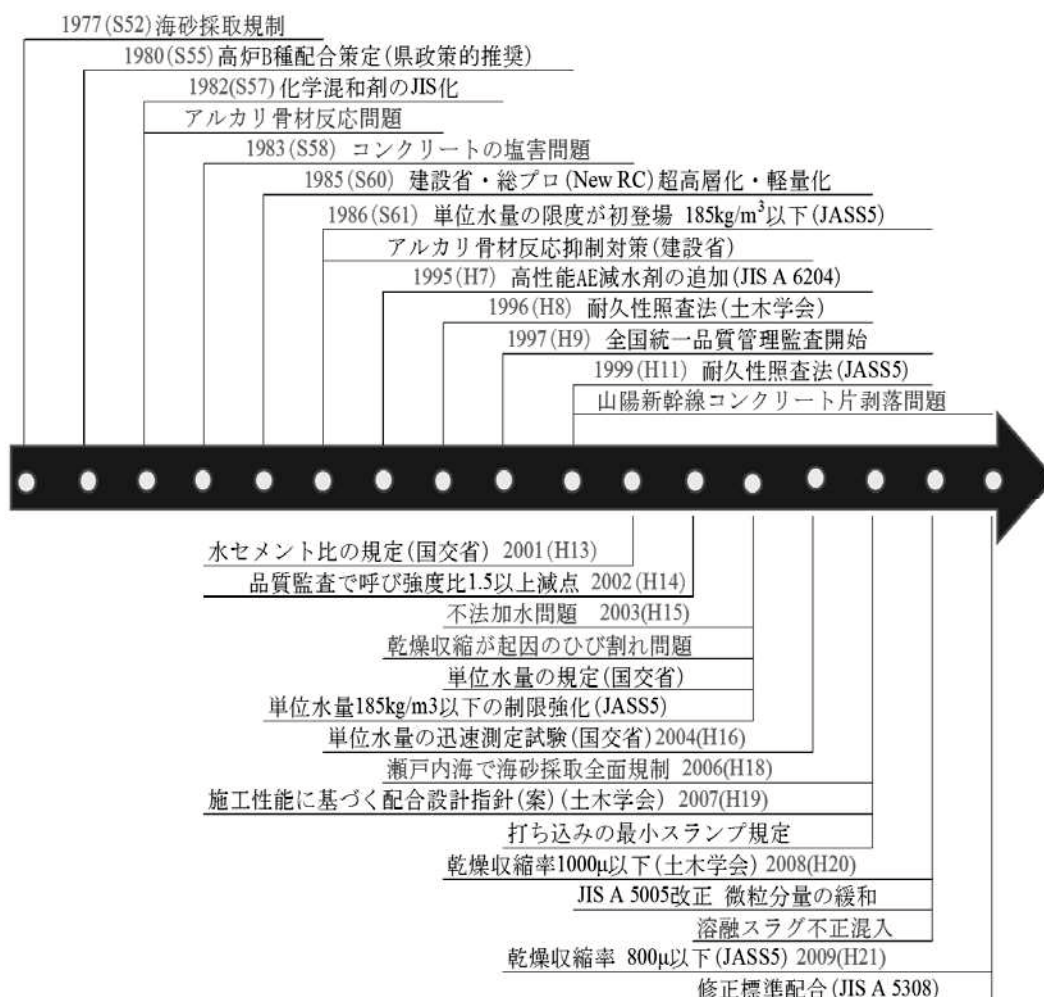 1977(S52)海砂採取規制
1980(S55)高炉B種配合策定(県政策的推奨)
1982(S57)化学混和剤のJIS化
アルカリ骨材反応問題
1983(S58) コンクリートの塩害問題
1985(S60) 建設省・総プロ(New RC)超高層化・軽量化
1986(S61) 単位水量の限度が初登場 185kg/m³以下(JASS5)
アルカリ骨材反応抑制対策(建設省)
1995(H7) 高性能AE減水剤の追加(JIS A 6204)
1996(H8) 耐久性照査法(土木学会)
1997(H9) 全国統一品質管理監査開始
1999(H11) 耐久性照査法(JASS5)
山陽新幹線コンクリート片剥落問題
水セメント比の規定(国交省) 2001(H13)
品質監査で呼び強度比1.5以上減点 2002(H14)
不法加水問題 2003(H15)
乾燥収縮が起因のひび割れ問題
単位水量の規定(国交省)
単位水量185kg/m3以下の制限強化(JASS5)
単位水量の迅速測定試験(国交省)2004(H16)
瀬戸内海で海砂採取全面規制 2006(H18)
施工性能に基づく配合設計指針(案)(土木学会) 2007(H19)
打ち込みの最小スランプ規定
乾燥収縮率1000μ以下(土木学会) 2008(H20)
JIS A 5005改正 微粒分量の緩和
溶融スラグ不正混入
乾燥収縮率 800μ以下(JASS5) 2009(H21)
修正標準配合(JIS A 5308)